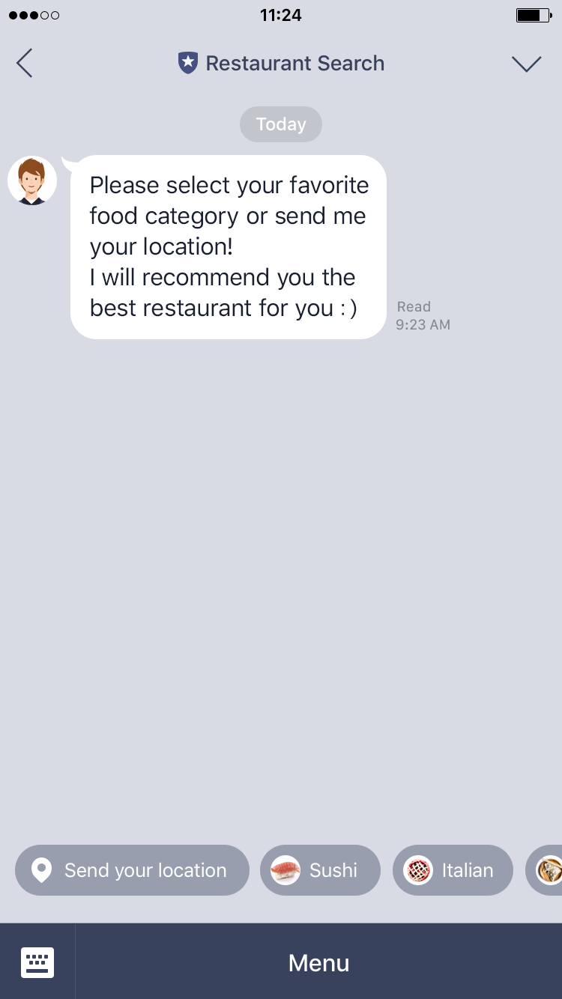 11:24
Restaurant Search
Today
Please select your favorite
food category or send me
your location!
I will recommend you the
best restaurant for you : )
Read
9:23 AM
Send your location
Sushi
Italian
Menu